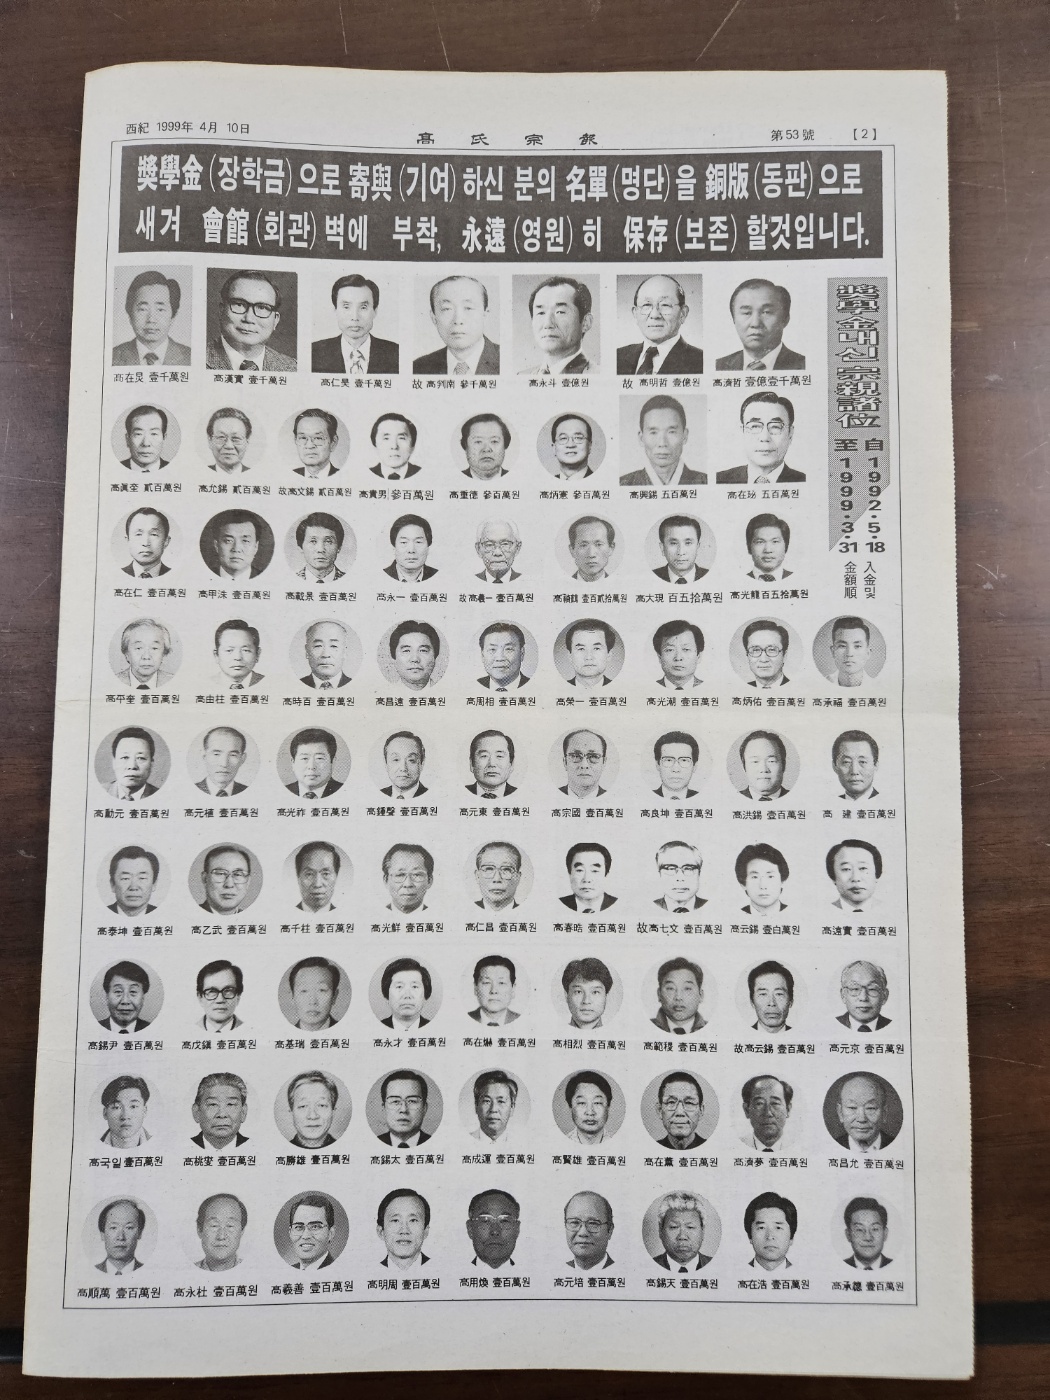 西紀 1999年 4月 10日
高氏宗報
第53號 【2】
獎學金(장학금)으로 寄與(기여)하신 분의 名單(명단)을 銅版(동판)으로
새겨 會館(회관)벽에 부착, 永遠(영원)히 保存(보존)할것입니다.
獎學金내신 宗親諸位
自 1992·5·18
至 1999·3·31
入金및
金額順
高在炅 壹千萬원 高漢實 壹千萬원 高仁昊 壹千萬원 故 高判南 參千萬원 高永斗 壹億원 故 高明哲 壹億원 高濟哲 壹億壹千萬원
高眞奎 貳百萬원 高允錫 貳百萬원 故高文錫 貳百萬원 高貴男 參百萬원 高重德 參百萬원 高炳憲 參百萬원 高興錫 五百萬원 高在珌 五百萬원
高在仁 壹百萬원 高甲洙 壹百萬원 高載景 壹百萬원 高永一 壹百萬원 故高羲一 壹百萬원 壹百貳拾萬원 高大現 百五拾萬원 高光龍 百五拾萬원
高平奎 壹百萬원 高由柱 壹百萬원 高時百 壹百萬원 高昌遠 壹百萬원 高周相 壹百萬원 高榮一 壹百萬원 高光潮 壹百萬원 高炳佑 壹百萬원 高承福 壹百萬원
高勳元 壹百萬원 高元植 壹百萬원 高光祚 壹百萬원 高鍾聲 壹百萬원 高元東 壹百萬원 高宗國 壹百萬원 高良坤 壹百萬원 高洪錫 壹百萬원 高 建 壹百萬원
高泰坤 壹百萬원 高乙武 壹百萬원 高千柱 壹百萬원 高光鮮 壹百萬원 高仁昌 壹百萬원 高春晧 壹百萬원 故高七文 壹百萬원 高云錫 壹白萬원 高遠實 壹百萬원
高錫尹 壹百萬원 高戊鎭 壹百萬원 高基瑞 壹百萬원 高永才 壹百萬원 高在爀 壹百萬원 高相烈 壹百萬원 高範稷 壹百萬원 故高云錫 壹百萬원 高元京 壹百萬원
高국일 壹百萬원 高桃燮 壹百萬원 高勝雄 壹百萬원 高錫太 壹百萬원 高成運 壹百萬원 高賢雄 壹百萬원 高在薰 壹百萬원 高濟夢 壹百萬원 高昌允 壹百萬원
高順萬 壹百萬원 高永杜 壹百萬원 高羲善 壹百萬원 高明周 壹百萬원 高用煥 壹百萬원 高元培 壹百萬원 高錫天 壹百萬원 高在浩 壹百萬원 高承聰 壹百萬원